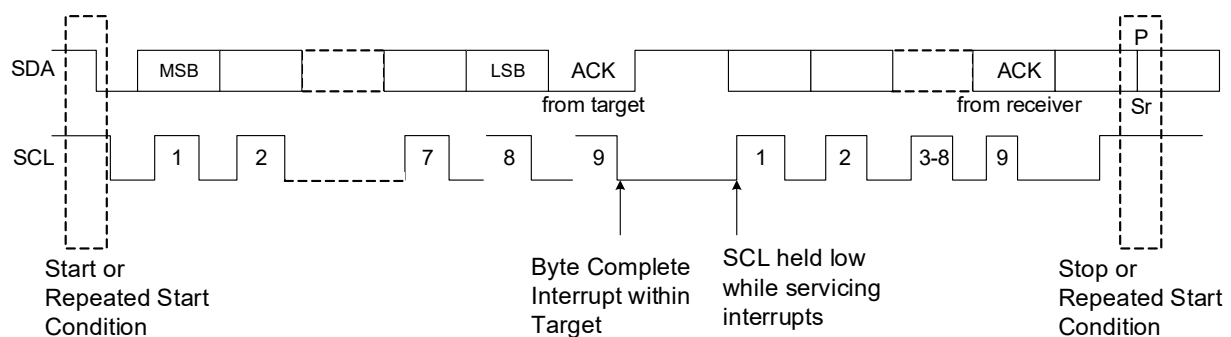 P
SDA MSB LSB ACK ACK
from target from receiver Sr
SCL 1 2 7 8 9 1 2 3-8 9
Start or
Repeated Start
Condition
Byte Complete
Interrupt within
Target
SCL held low
while servicing
interrupts
Stop or
Repeated Start
Condition